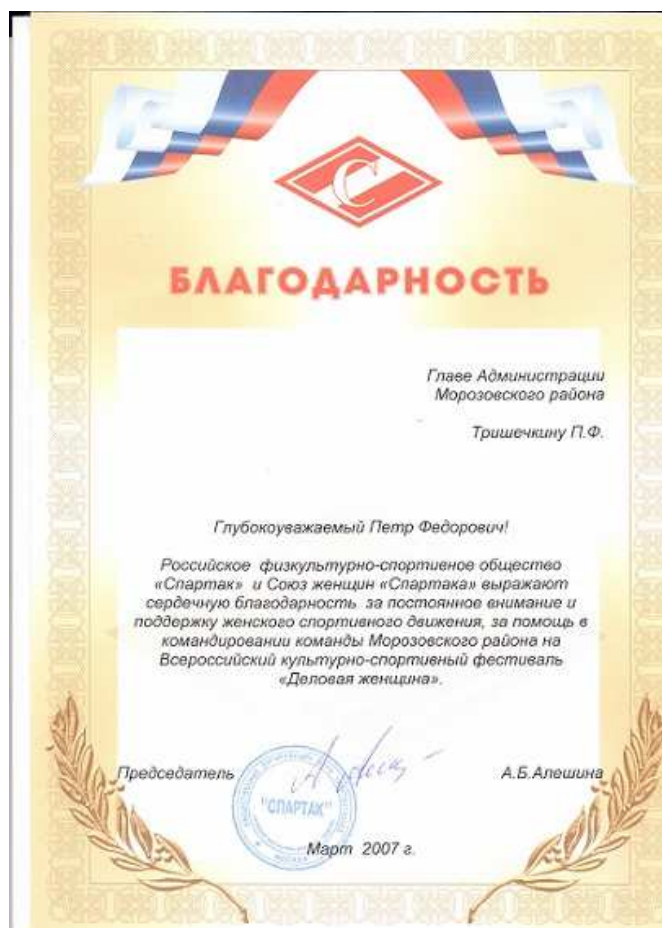 С
БЛАГОДАРНОСТЬ
Главе Администрации
Морозовского района
Тришечкину П.Ф.
Глубокоуважаемый Петр Федорович!
Российское физкультурно-спортивное общество
«Спартак» и Союз женщин «Спартака» выражают
сердечную благодарность за постоянное внимание и
поддержку женского спортивного движения, за помощь в
командировании команды Морозовского района на
Всероссийский культурно-спортивный фестиваль
«Деловая женщина».
Председатель
А.Б.Алешина
"СПАРТАК"
МОСКВА
Март 2007 г.